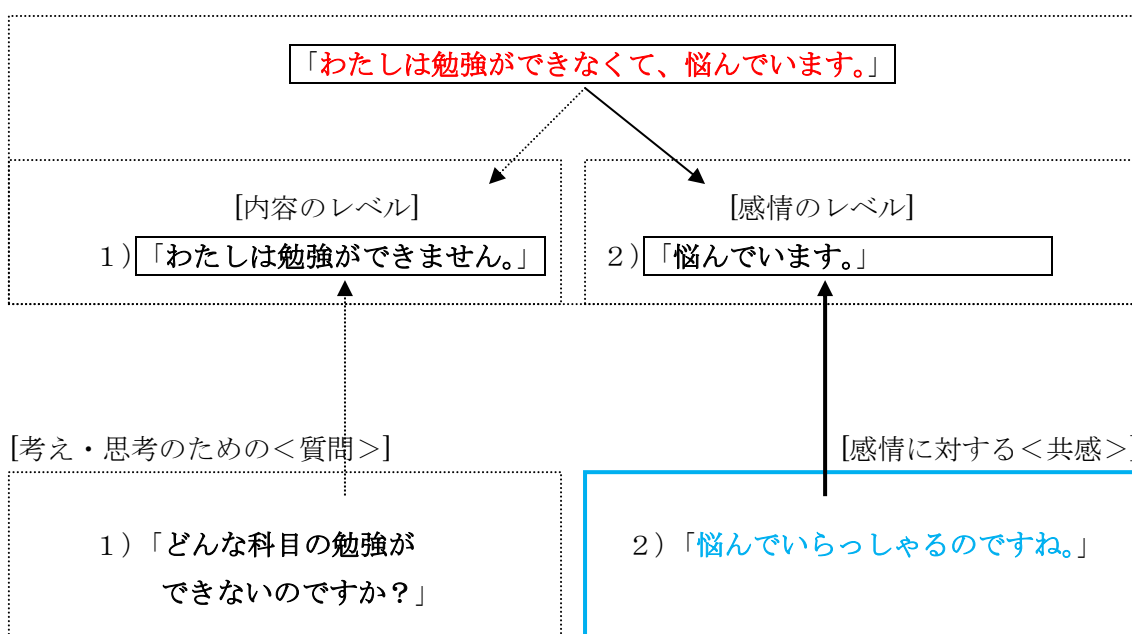 「わたしは勉強ができなくて、悩んでいます。」
[内容のレベル]
1)「わたしは勉強ができません。」
[感情のレベル]
2)「悩んでいます。」
[考え・思考のための＜質問＞]
[感情に対する＜共感＞]
1)「どんな科目の勉強が
できないのですか？」
2)「悩んでいらっしゃるのですね。」